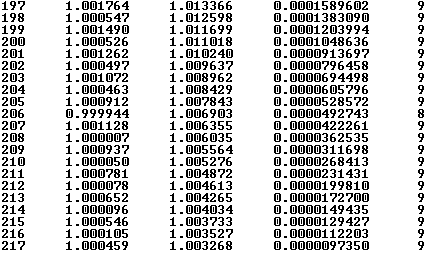 197 1.001764 1.013366 0.0001589602 9
198 1.000547 1.012598 0.0001383090 9
199 1.001490 1.011699 0.0001203994 9
200 1.000526 1.011018 0.0001048636 9
201 1.001262 1.010240 0.0000913697 9
202 1.000497 1.009637 0.0000796458 9
203 1.001072 1.008962 0.0000694498 9
204 1.000463 1.008429 0.0000605796 9
205 1.000912 1.007843 0.0000528572 9
206 0.999944 1.006903 0.0000492743 8
207 1.001128 1.006355 0.0000422261 9
208 1.000007 1.006035 0.0000362535 9
209 1.000937 1.005564 0.0000311698 9
210 1.000050 1.005276 0.0000268413 9
211 1.000781 1.004872 0.0000231431 9
212 1.000078 1.004613 0.0000199810 9
213 1.000652 1.004265 0.0000172700 9
214 1.000096 1.004034 0.0000149435 9
215 1.000546 1.003733 0.0000129427 9
216 1.000105 1.003527 0.0000112203 9
217 1.000459 1.003268 0.0000097350 9